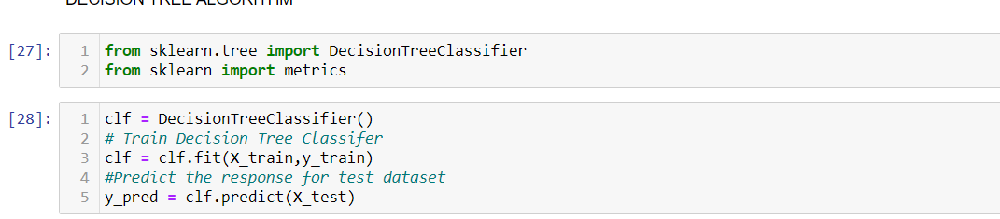 DECISION TREE ALGORITHM
[27]:
1 from sklearn.tree import DecisionTreeClassifier
2 from sklearn import metrics
[28]:
1 clf = DecisionTreeClassifier()
2 # Train Decision Tree Classifer
3 clf = clf.fit(X_train,y_train)
4 #Predict the response for test dataset
5 y_pred = clf.predict(X_test)